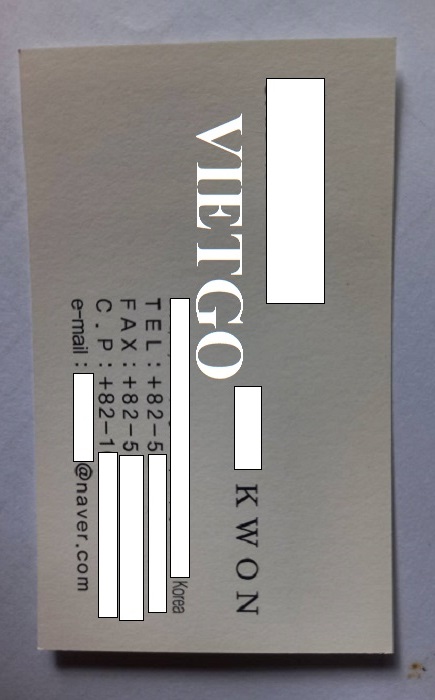 VIETGO
KWON
Korea
TEL:+82-5
FAX:+82-5
C.P:+82-1
e-mail: @naver.com